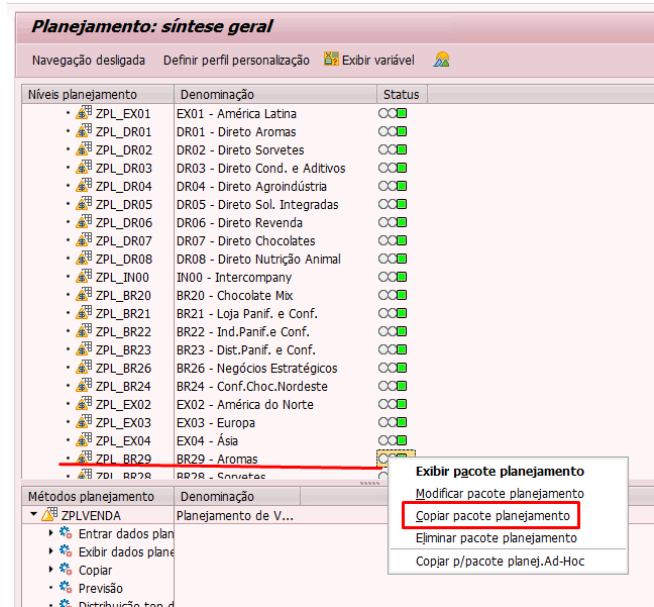 Planejamento: síntese geral
Navegação desligada Definir perfil personalização Exibir variável
Níveis planejamento Denominação Status
ZPL_EX01 EX01 - América Latina
ZPL_DR01 DR01 - Direto Aromas
ZPL_DR02 DR02 - Direto Sorvetes
ZPL_DR03 DR03 - Direto Cond. e Aditivos
ZPL_DR04 DR04 - Direto Agroindústria
ZPL_DR05 DR05 - Direto Sol. Integradas
ZPL_DR06 DR06 - Direto Revenda
ZPL_DR07 DR07 - Direto Chocolates
ZPL_DR08 DR08 - Direto Nutrição Animal
ZPL_IN00 IN00 - Intercompany
ZPL_BR20 BR20 - Chocolate Mix
ZPL_BR21 BR21 - Loja Panif. e Conf.
ZPL_BR22 BR22 - Ind.Panif.e Conf.
ZPL_BR23 BR23 - Dist.Panif. e Conf.
ZPL_BR26 BR26 - Negócios Estratégicos
ZPL_BR24 BR24 - Conf.Choc.Nordeste
ZPL_EX02 EX02 - América do Norte
ZPL_EX03 EX03 - Europa
ZPL_EX04 EX04 - Ásia
ZPL_BR29 BR29 - Aromas
ZPL_BR28 BR28 - Sorvetes
Exibir pacote planejamento
Modificar pacote planejamento
Copiar pacote planejamento
Eliminar pacote planejamento
Copiar p/pacote planej.Ad-Hoc
Métodos planejamento Denominação
ZPLVENDA Planejamento de V...
Entrar dados plan
Exibir dados plane
Copiar
Previsão
Distribuição top d